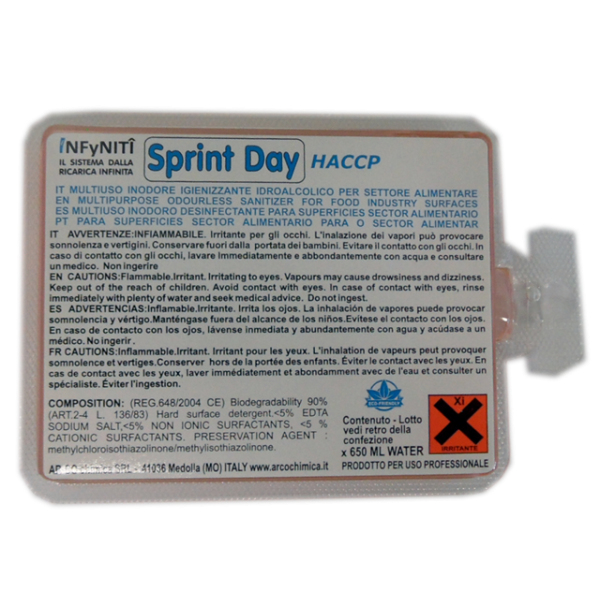 iNFyNITî
IL SISTEMA DALLA
RICARICA INFINITA
Sprint Day HACCP
IT MULTIUSO INODORE IGIENIZZANTE IDROALCOLICO PER SETTORE ALIMENTARE
EN MULTIPURPOSE ODOURLESS SANITIZER FOR FOOD INDUSTRY SURFACES
ES MULTIUSO INODORO DESINFECTANTE PARA SUPERFICIES SECTOR ALIMENTARIO
PT PARA SUPERFICIES SECTOR ALIMENTARIO PARA O SECTOR ALIMENTAR
IT AVVERTENZE:INFIAMMABILE. Irritante per gli occhi. L'inalazione dei vapori può provocare
sonnolenza e vertigini. Conservare fuori dalla portata dei bambini. Evitare il contatto con gli occhi. In
caso di contatto con gli occhi, lavare Immediatamente e abbondantemente con acqua e consultare
un medico. Non ingerire
EN CAUTIONS:Flammable.Irritant. Irritating to eyes. Vapours may cause drowsiness and dizziness.
Keep out of the reach of children. Avoid contact with eyes. In case of contact with eyes, rinse
immediately with plenty of water and seek medical advice. Do not ingest.
ES ADVERTENCIAS:Inflamable.Irritante. Irrita los ojos. La inhalación de vapores puede provocar
somnolencia y vértigo.Manténgase fuera del alcance de los niños.Evitese el contacto con los ojos.
En caso de contacto con los ojos, lávense inmediata y abundantemente con agua y acúdase a un
médico. No ingerir .
FR CAUTIONS:Inflammable.Irritant. Irritant pour les yeux. L'inhalation de vapeurs peut provoquer
somnolence et vertiges.Conserver hors de la portée des enfants. Éviter le contact avec les yeux. En
cas de contact avec les yeux, laver immédiatement et abondamment avec de l'eau et consulter un
spécialiste. Éviter l'ingestion.
COMPOSITION: (REG.648/2004 CE) Biodegradability 90%
(ART.2-4 L. 136/83) Hard surface detergent.<5% EDTA
SODIUM SALT,<5% NON IONIC SURFACTANTS, <5 %
CATIONIC SURFACTANTS. PRESERVATION AGENT :
methylchloroisothiazolinone/methylisothiazolinone.
SRL - 41036 Medolla (MO) ITALY www.arcochimica.it
ECO FRIENDLY
Contenuto - Lotto
vedi retro della
confezione
x 650 ML WATER
Xi
IRRITANTE
PRODOTTO PER USO PROFESSIONALE